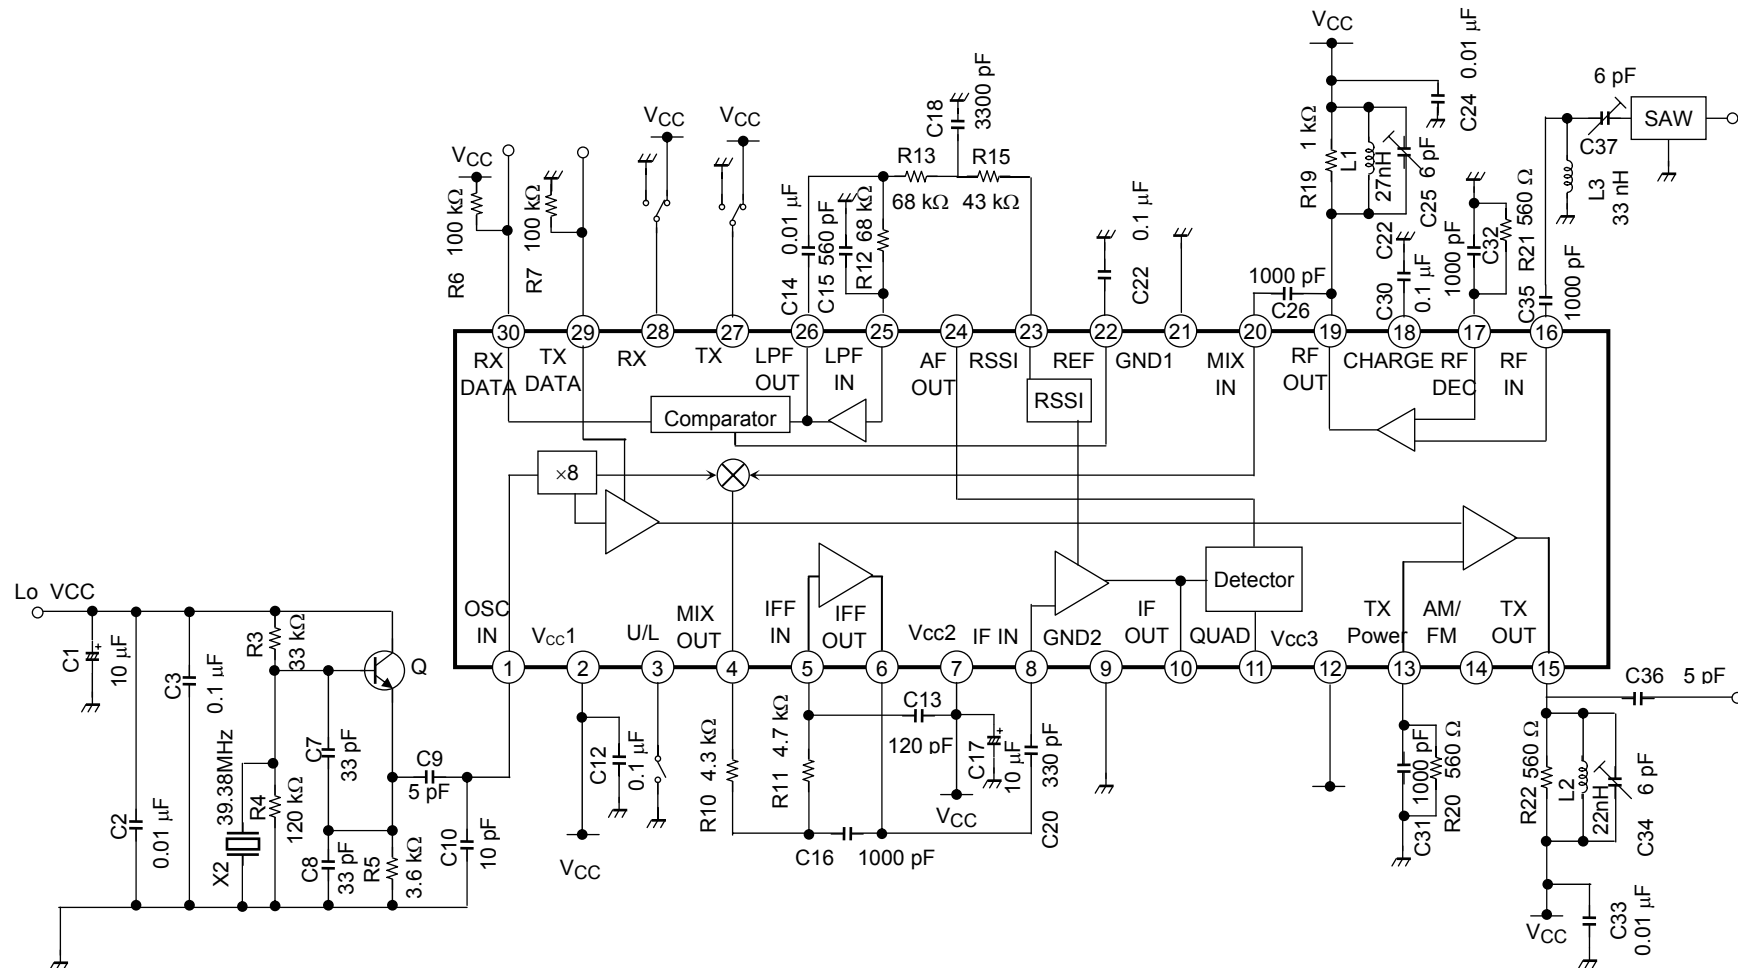 VCC
C24 0.01 µF
6 pF
SAW
C37
L3
33 nH
C18
3300 pF
VCC
VCC
VCC
R6 100 kΩ
R7 100 kΩ
R13
68 kΩ
R15
43 kΩ
C14 0.01 µF
C15 560 pF
R12 68 kΩ
C22 0.1 µF
R19 1 kΩ
L1
27nH
C25 6 pF
C22
1000 pF
C26
C30
0.1 µF
1000 pF
C32
R21 560 Ω
C35
1000 pF
30 29 28 27 26 25 24 23 22 21 20 19 18 17 16
RX DATA
TX DATA
RX
TX
LPF OUT
LPF IN
AF OUT
RSSI
REF
GND1
MIX IN
RF OUT
CHARGE
RF DEC
RF IN
Comparator
RSSI
×8
Detector
OSC IN
Vcc1
U/L
MIX OUT
IFF IN
IFF OUT
Vcc2
IF IN
GND2
IF OUT
QUAD
Vcc3
TX Power
AM/ FM
TX OUT
1 2 3 4 5 6 7 8 9 10 11 12 13 14 15
Lo VCC
C1
10 µF
C2
0.01 µF
C3
0.1 µF
R3
33 kΩ
Q
39.38MHz
X2
R4
120 kΩ
C7
33 pF
C8
33 pF
R5
3.6 kΩ
C9
5 pF
C10
10 pF
C12
0.1 µF
VCC
R10 4.3 kΩ
R11 4.7 kΩ
C13
120 pF
C16 1000 pF
C17
+
10 µF
VCC
C20 330 pF
C31 1000 pF
R20 560 Ω
C36 5 pF
R22 560 Ω
L2
22nH
C34 6 pF
VCC
C33
0.01 µF